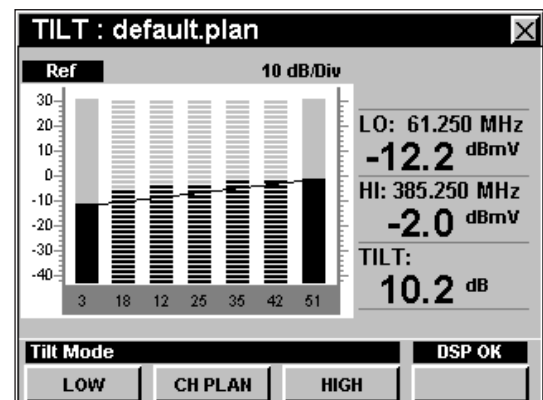 TILT : default.plan
Ref 10 dB/Div
30
20
10
0
-10
-20
-30
-40
3 18 12 25 35 42 51
LO: 61.250 MHz
-12.2 dBmV
HI: 385.250 MHz
-2.0 dBmV
TILT:
10.2 dB
Tilt Mode DSP OK
LOW CH PLAN HIGH